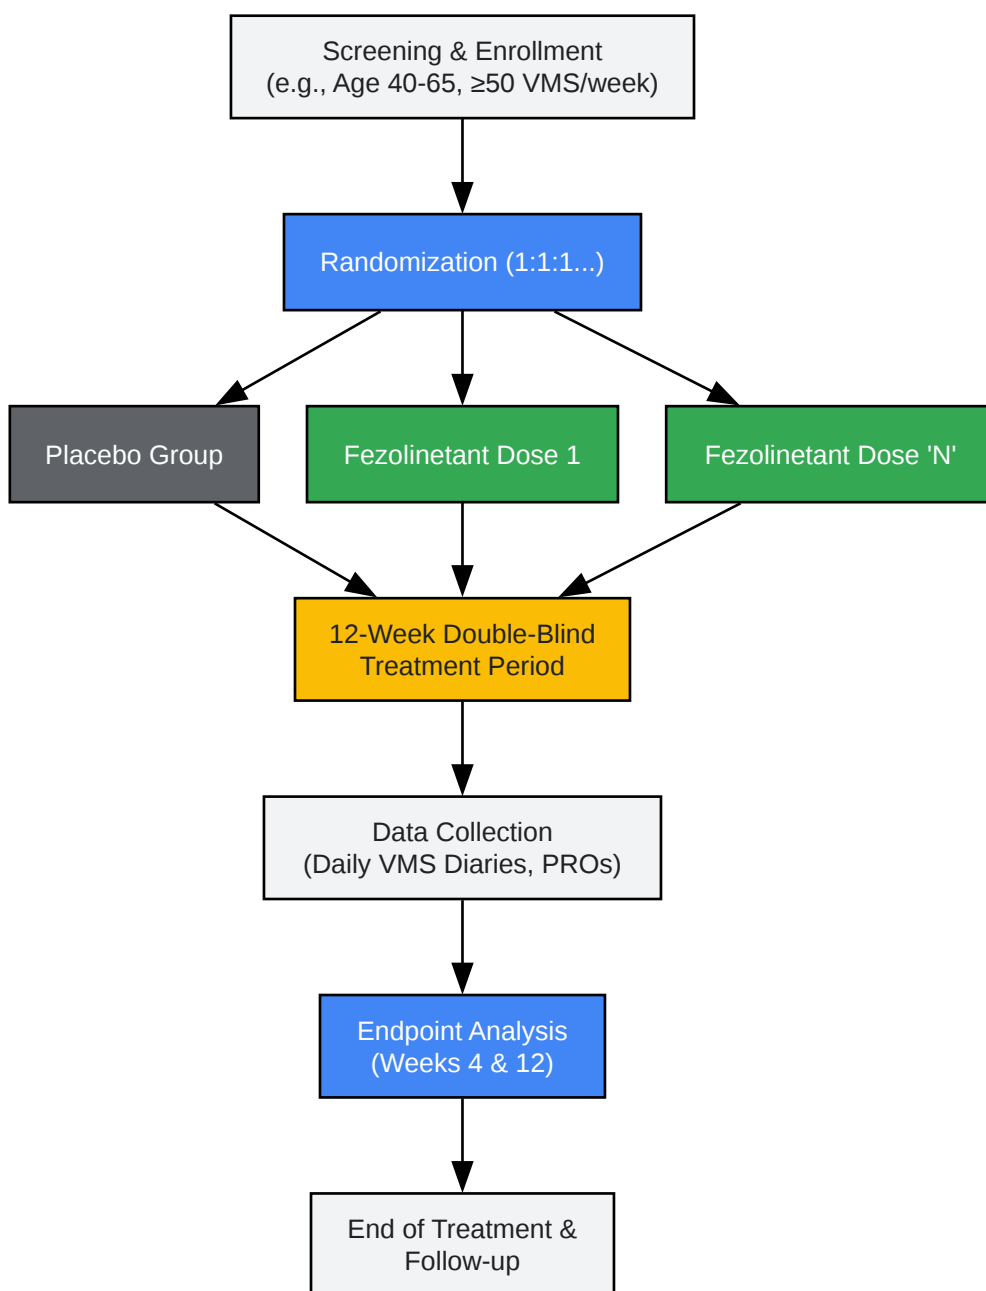 Screening & Enrollment
(e.g., Age 40-65, ≥50 VMS/week)
Randomization (1:1:1...)
Placebo Group
Fezolinetant Dose 1
Fezolinetant Dose 'N'
12-Week Double-Blind
Treatment Period
Data Collection
(Daily VMS Diaries, PROs)
Endpoint Analysis
(Weeks 4 & 12)
End of Treatment &
Follow-up